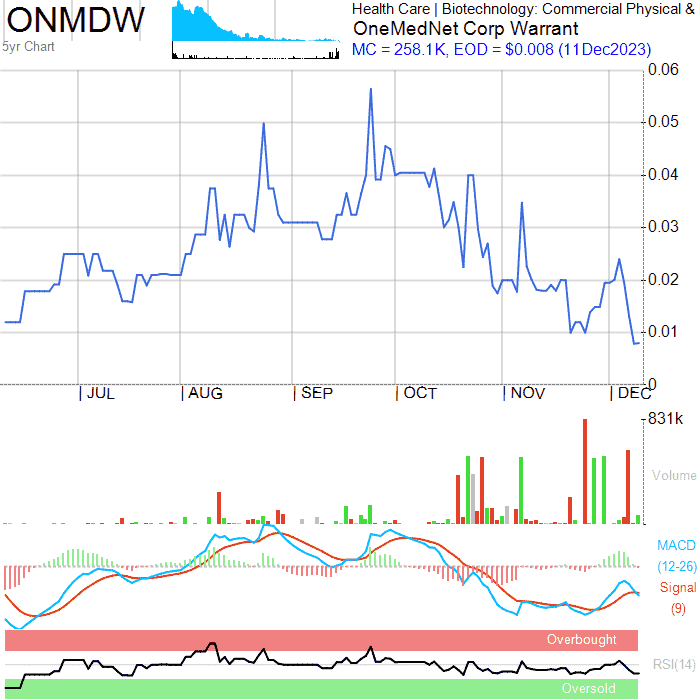 ONMDW
5yr Chart
Health Care | Biotechnology: Commercial Physical &
OneMedNet Corp Warrant
MC = 258.1K, EOD = $0.008 (11Dec2023)
0.06
0.05
0.04
0.03
0.02
0.01
0
| JUL | AUG | SEP | OCT | NOV | DEC
831k
Volume
MACD
(12-26)
Signal
(9)
Overbought
RSI(14)
Oversold